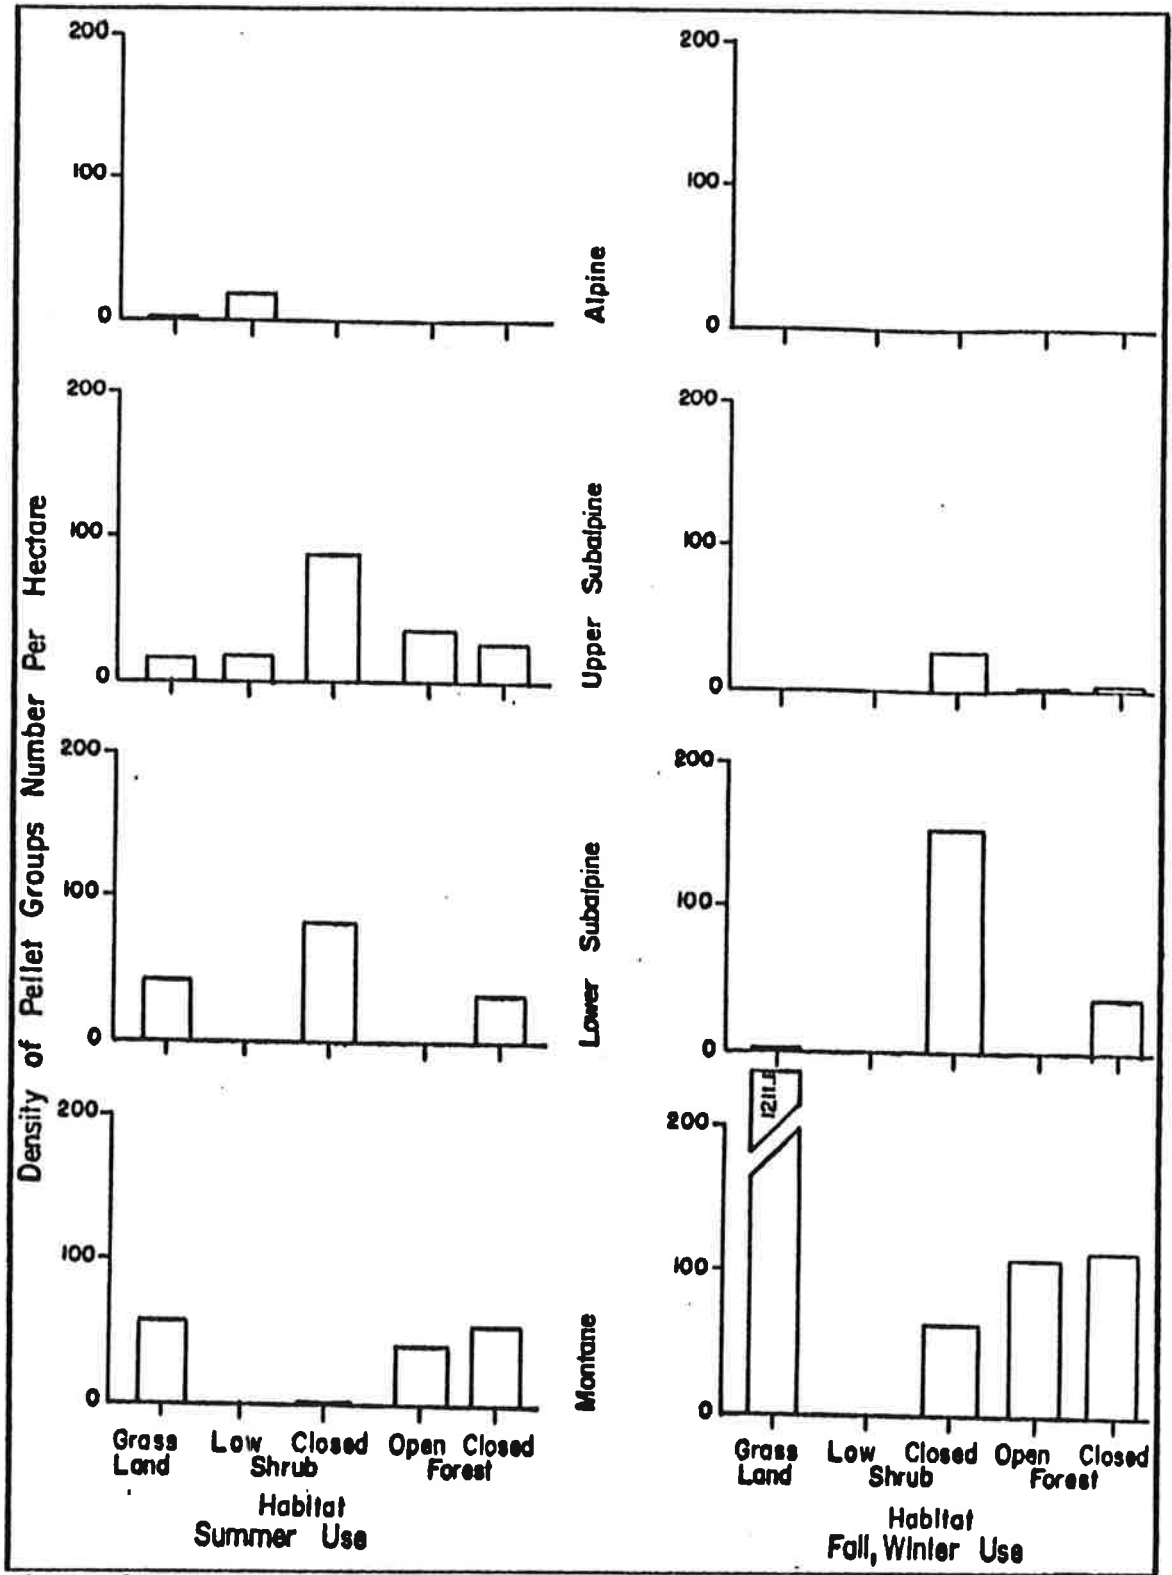 Density of Pellet Groups Number Per Hectare
200
100
0
Alpine
200
100
0
200
100
0
Upper Subalpine
200
100
0
200
100
0
Lower Subalpine
200
100
0
200
100
0
Montane
200
100
0
Grass Low Closed Open Closed
Land Shrub Forest
Habitat
Summer Use
Grass Low Closed Open Closed
Land Shrub Forest
Habitat
Fall, Winter Use